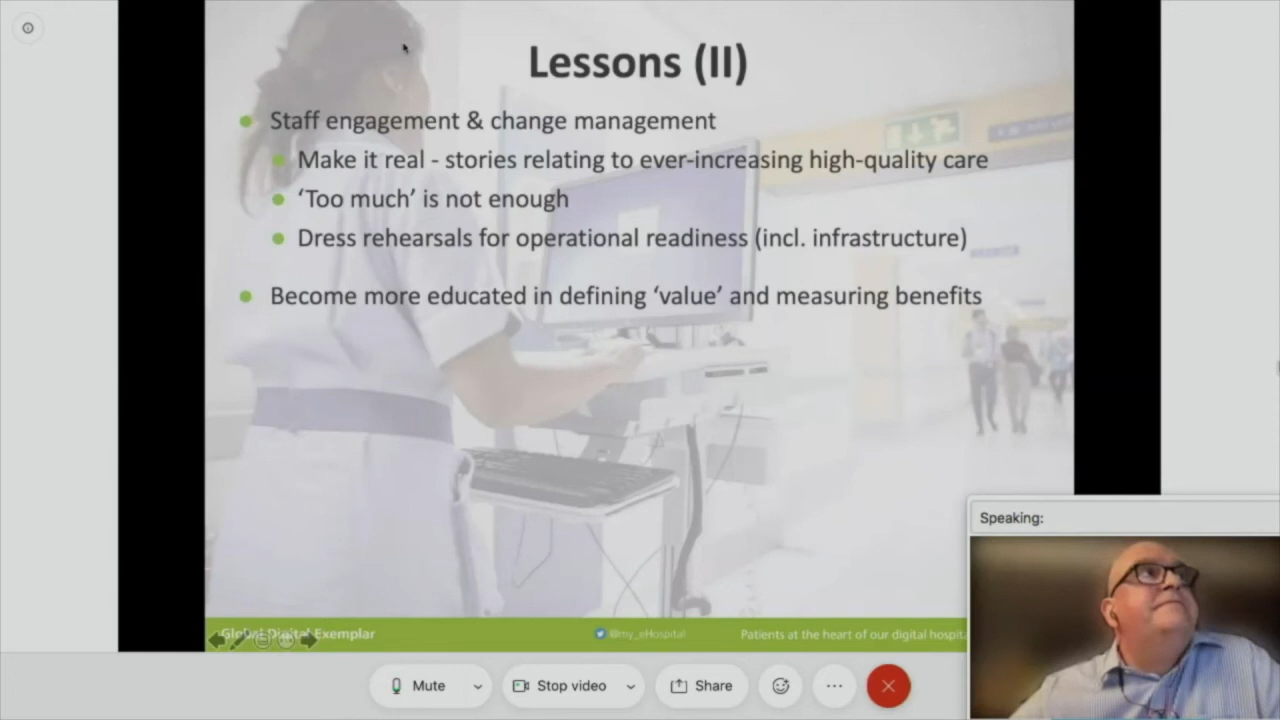 Lessons (II)
Staff engagement & change management
Make it real - stories relating to ever-increasing high-quality care
‘Too much’ is not enough
Dress rehearsals for operational readiness (incl. infrastructure)
Become more educated in defining ‘value’ and measuring benefits
Speaking:
Global Digital Exemplar
@my_eHospital
Patients at the heart of our digital
Mute
Stop video
Share